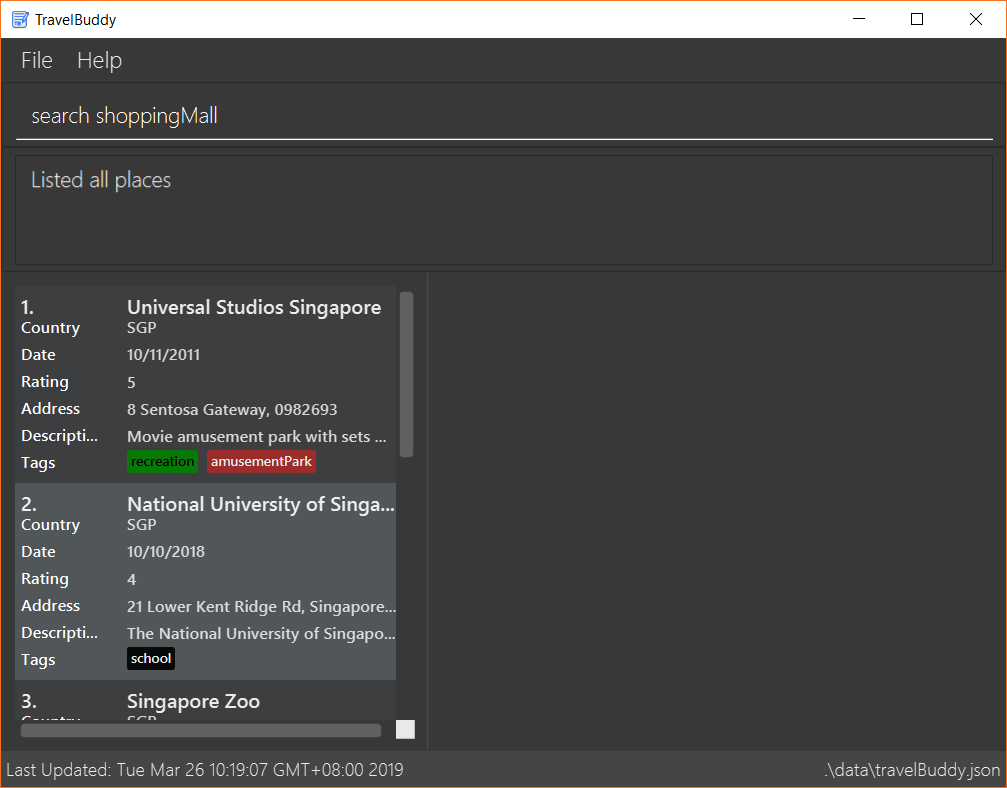 TravelBuddy
File Help
search shoppingMall
Listed all places
1. Universal Studios Singapore
Country SGP
Date 10/11/2011
Rating 5
Address 8 Sentosa Gateway, 0982693
Descripti... Movie amusement park with sets ...
Tags recreation amusementPark
2. National University of Singa...
Country SGP
Date 10/10/2018
Rating 4
Address 21 Lower Kent Ridge Rd, Singapore...
Descripti... The National University of Singapo...
Tags school
3. Singapore Zoo
Country SGP
Last Updated: Tue Mar 26 10:19:07 GMT+08:00 2019 .\data\travelBuddy.json